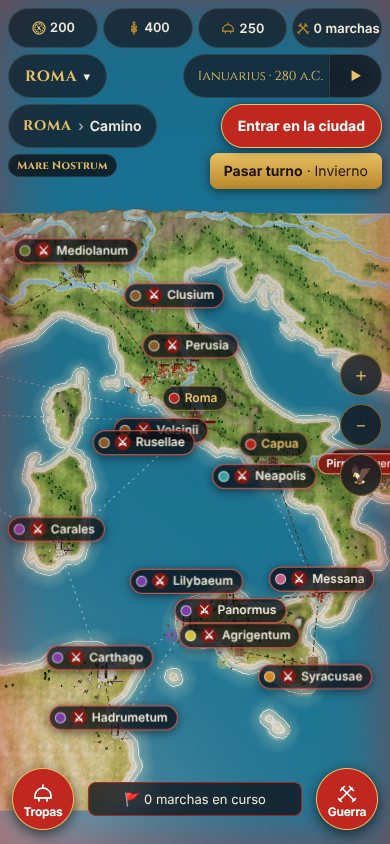 200
400
250
0 marchas
ROMA
IANUARIUS · 280 A.C.
ROMA › Camino
Entrar en la ciudad
MARE NOSTRUM
Pasar turno · Invierno
Mediolanum
Clusium
Perusia
Roma
Volsinii
Rusellae
Capua
Neapolis
Carales
Lilybaeum
Messana
Panormus
Agrigentum
Carthago
Syracusae
Hadrumetum
Tropas
0 marchas en curso
Guerra